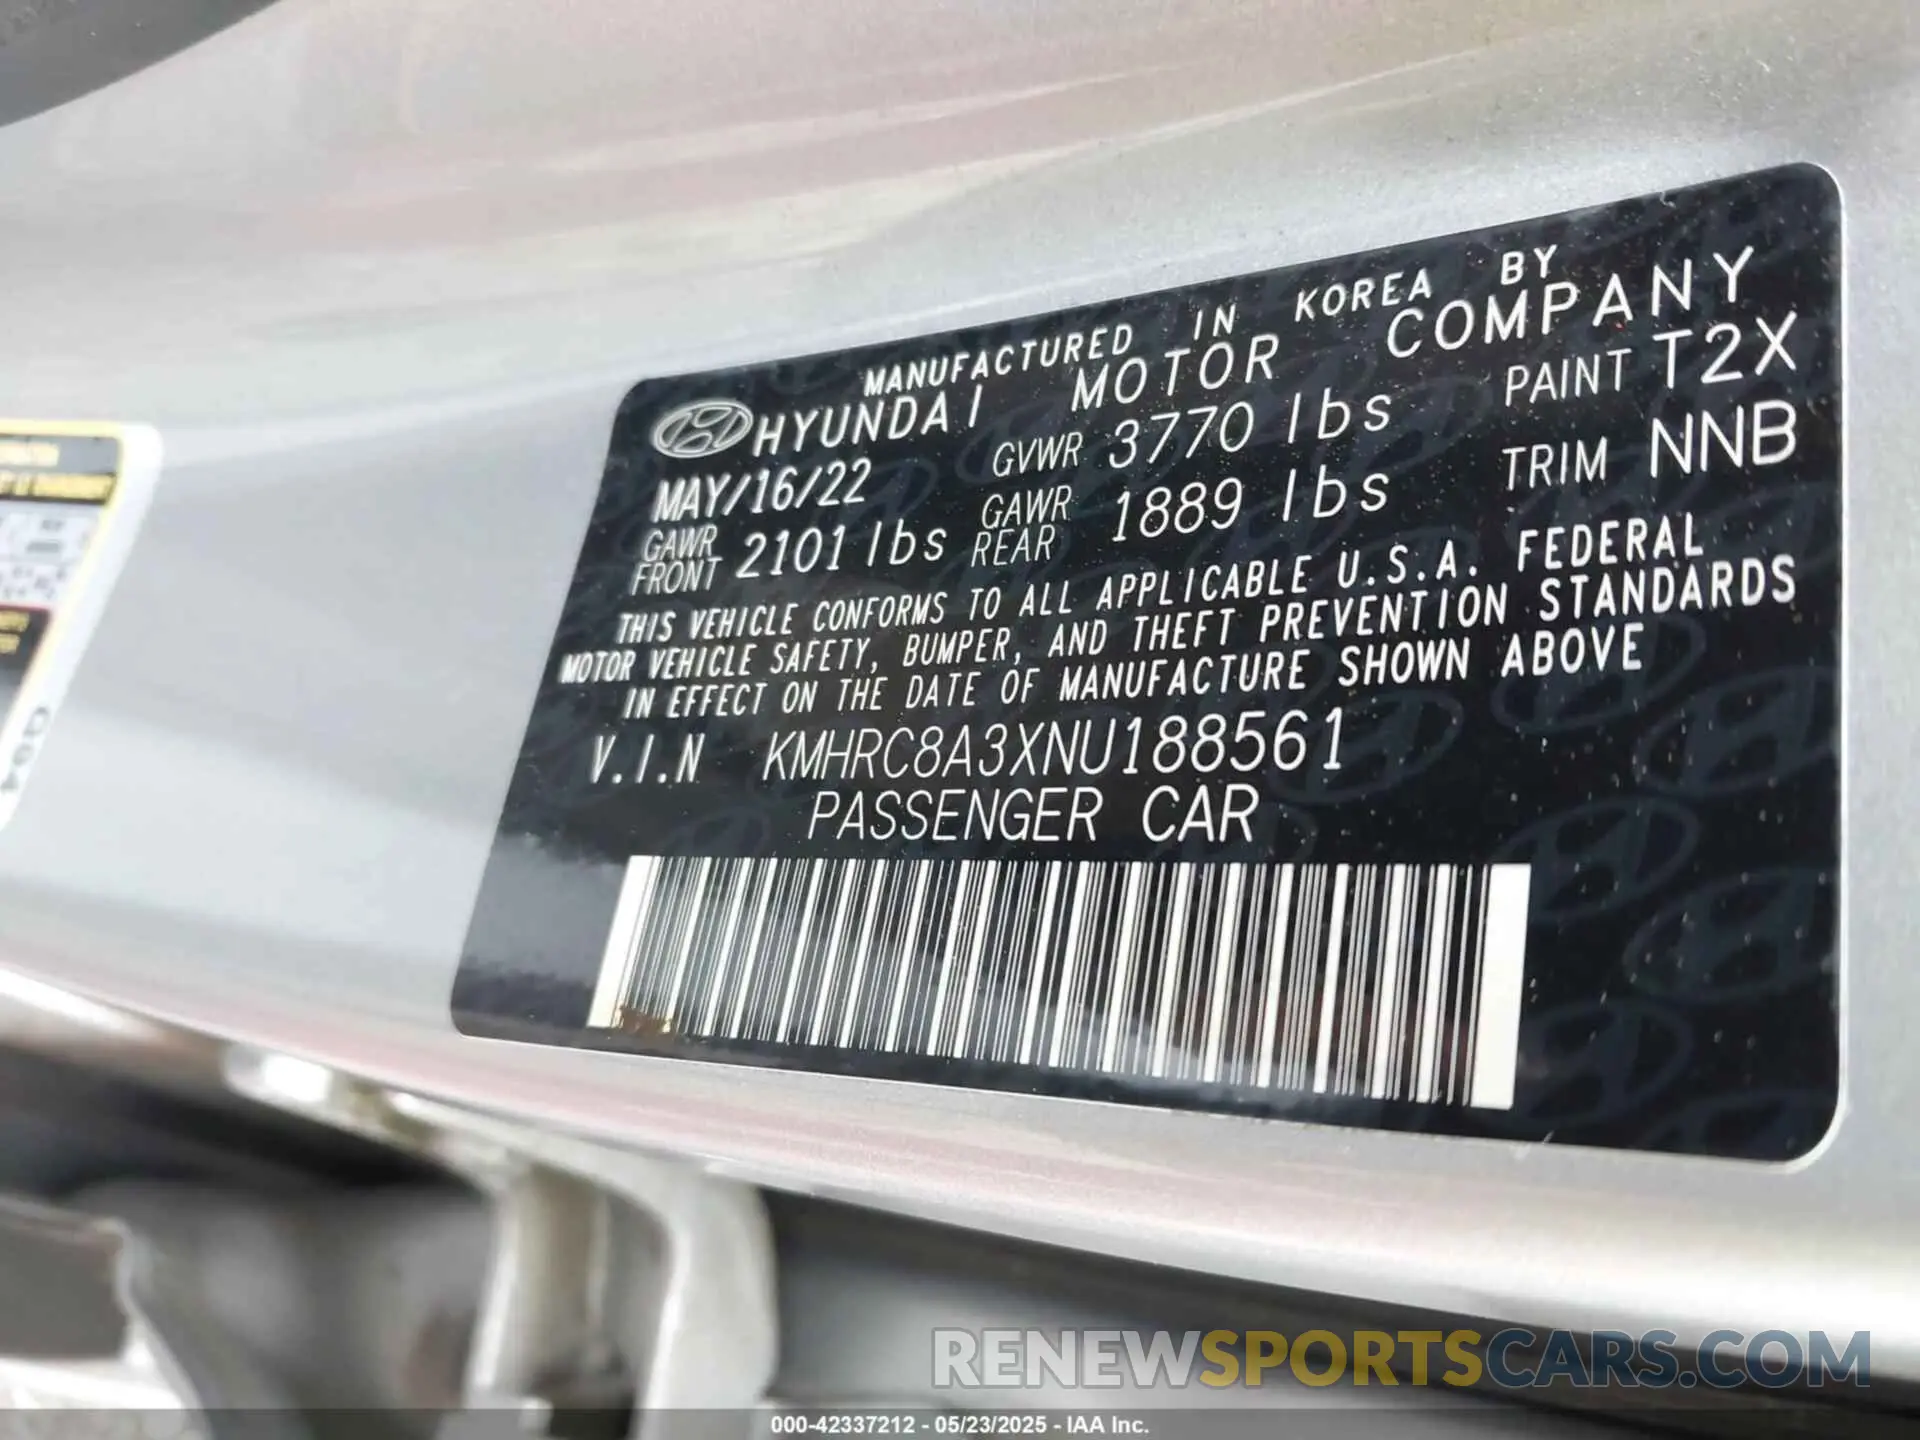 MANUFACTURED IN KOREA BY
HYUNDAI MOTOR COMPANY
MAY/16/22 GVWR 3770 lbs PAINT T2X
GAWR FRONT 2101 lbs GAWR REAR 1889 lbs TRIM NNB
THIS VEHICLE CONFORMS TO ALL APPLICABLE U.S.A. FEDERAL
MOTOR VEHICLE SAFETY, BUMPER, AND THEFT PREVENTION STANDARDS
IN EFFECT ON THE DATE OF MANUFACTURE SHOWN ABOVE
V.I.N KMHRC8A3XNU188561
PASSENGER CAR
RENEWSPORTSCARS.COM
000-42337212 - 05/23/2025 - IAA Inc.